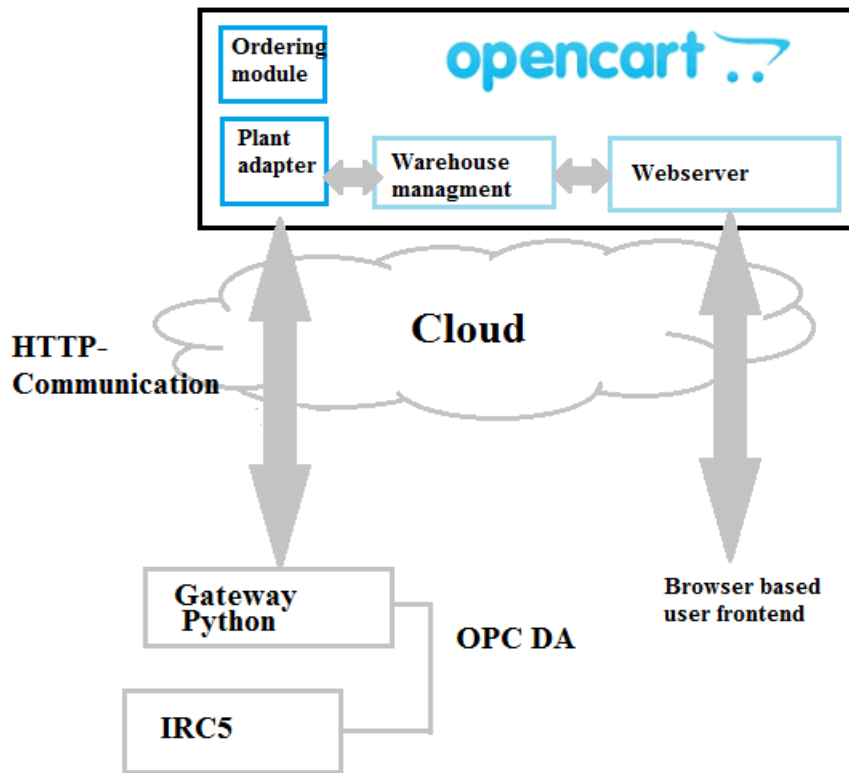 Ordering
module
opencart
Plant
adapter
Warehouse
managment
Webserver
Cloud
HTTP-
Communication
Gateway
Python
OPC DA
Browser based
user frontend
IRC5